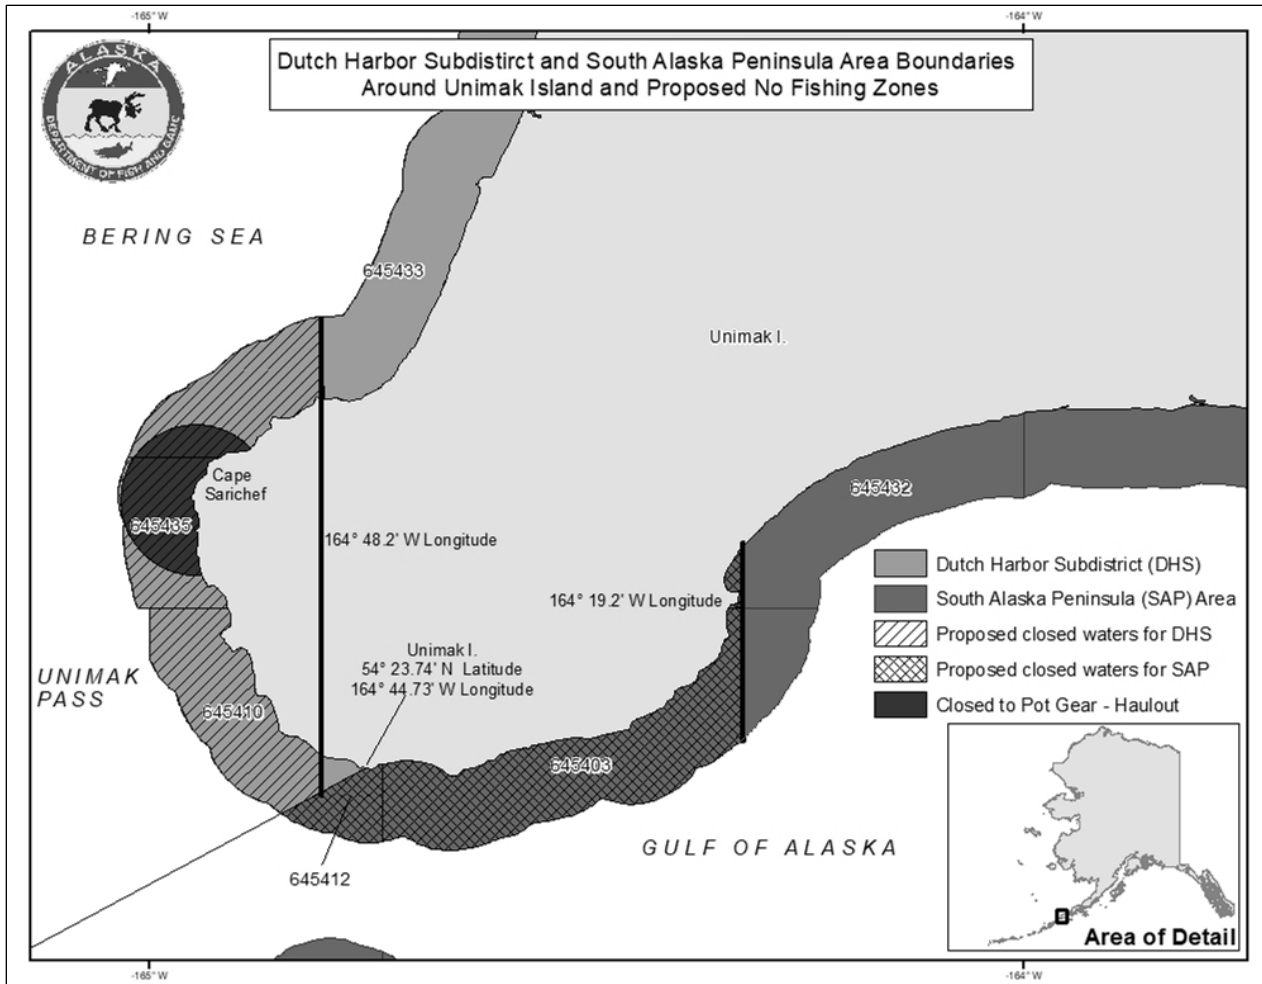 -165° W
-164° W
ALASKA
DEPARTMENT OF FISH AND GAME
Dutch Harbor Subdistirct and South Alaska Peninsula Area Boundaries
Around Unimak Island and Proposed No Fishing Zones
BERING SEA
645433
Unimak I.
Cape
Sarichef
645432
645435
164° 48.2' W Longitude
164° 19.2' W Longitude
Dutch Harbor Subdistrict (DHS)
South Alaska Peninsula (SAP) Area
Proposed closed waters for DHS
Proposed closed waters for SAP
Closed to Pot Gear - Haulout
Unimak I.
54° 23.74' N Latitude
164° 44.73' W Longitude
UNIMAK
PASS
645410
645403
GULF OF ALASKA
645412
Area of Detail
-165° W
-164° W